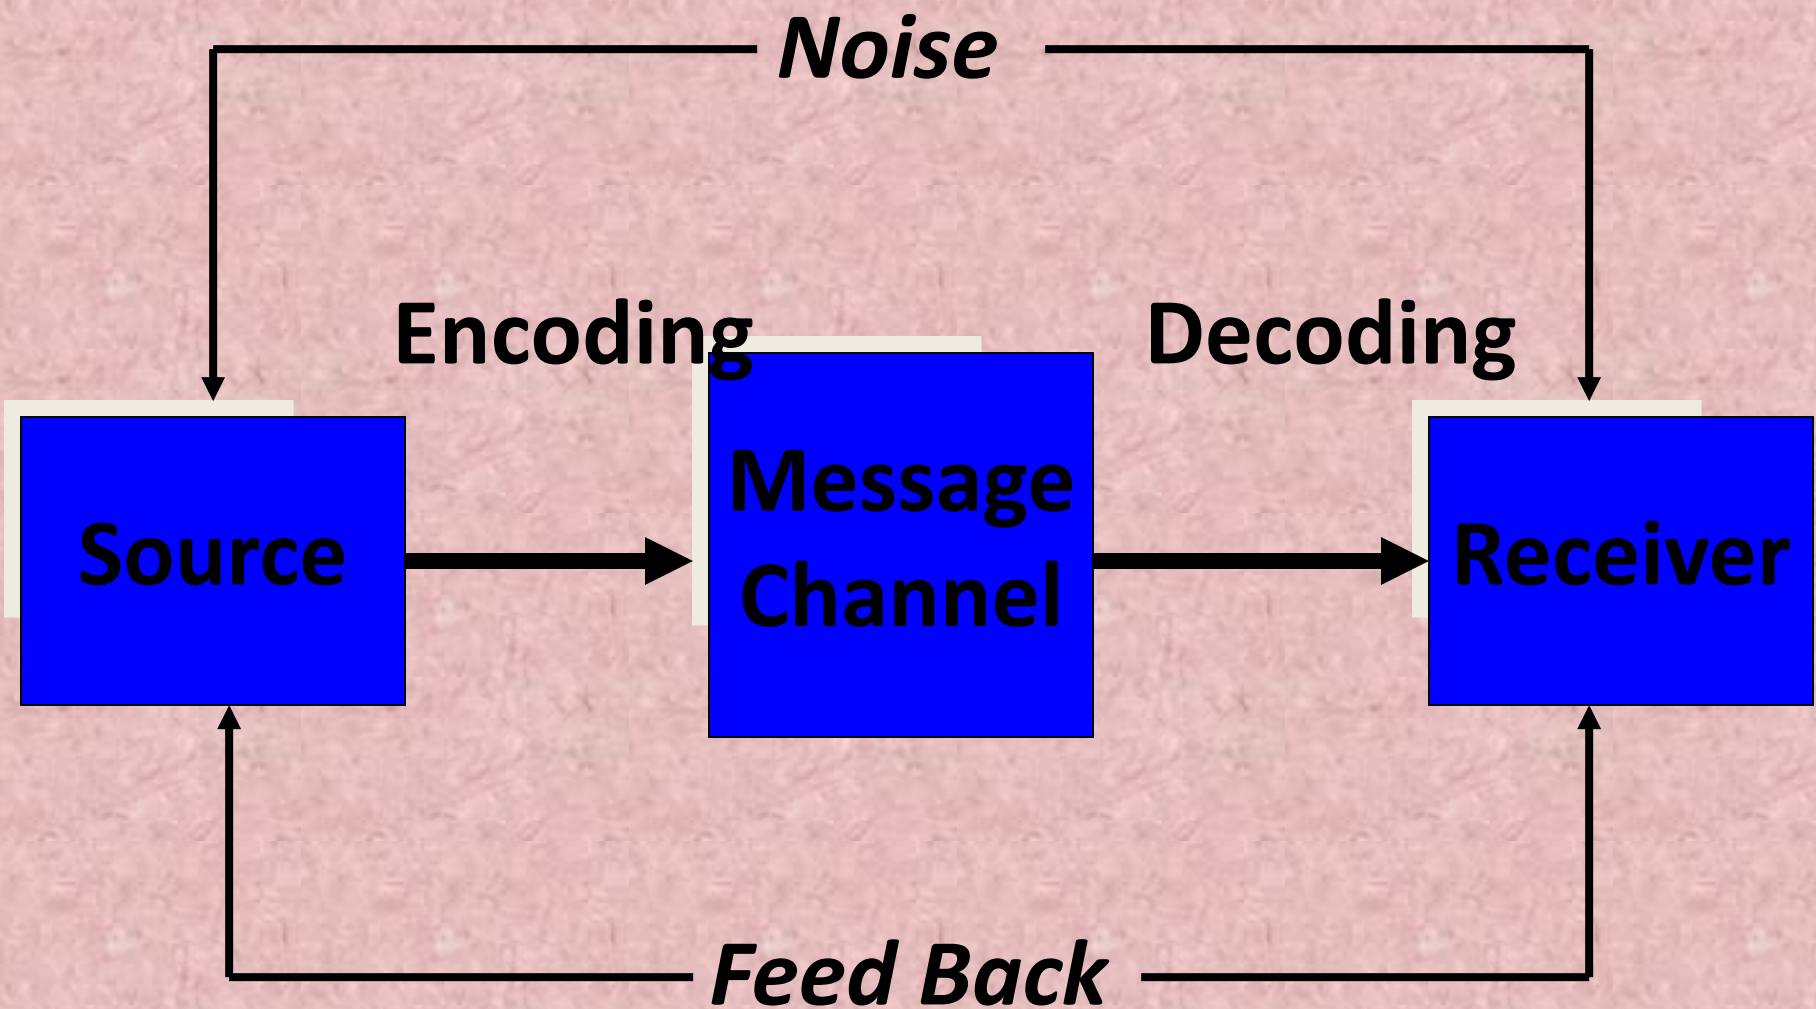 Noise
Encoding
Decoding
Source
Message
Channel
Receiver
Feed Back